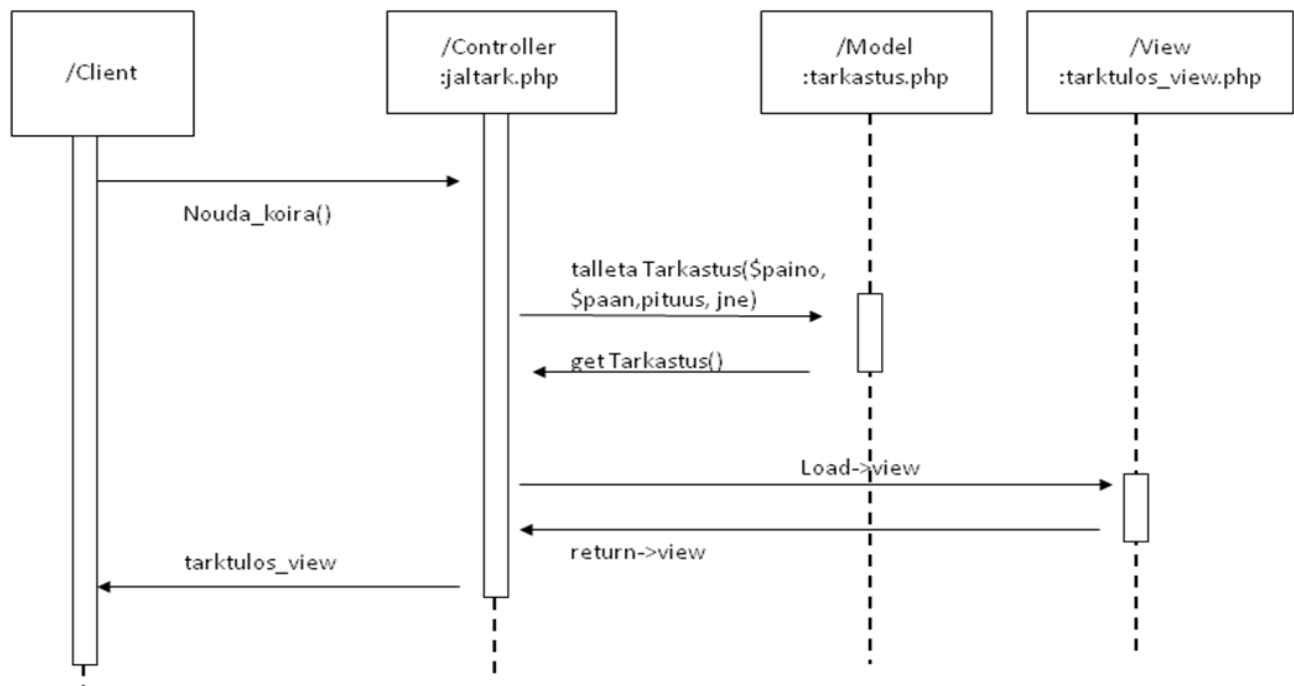 /Client
/Controller
:jaltark.php
/Model
:tarkastus.php
/View
:tarktulos_view.php
Nouda_koira()
talleta Tarkastus($paino,
$paan,pituus, jne)
get Tarkastus()
Load->view
return->view
tarktulos_view